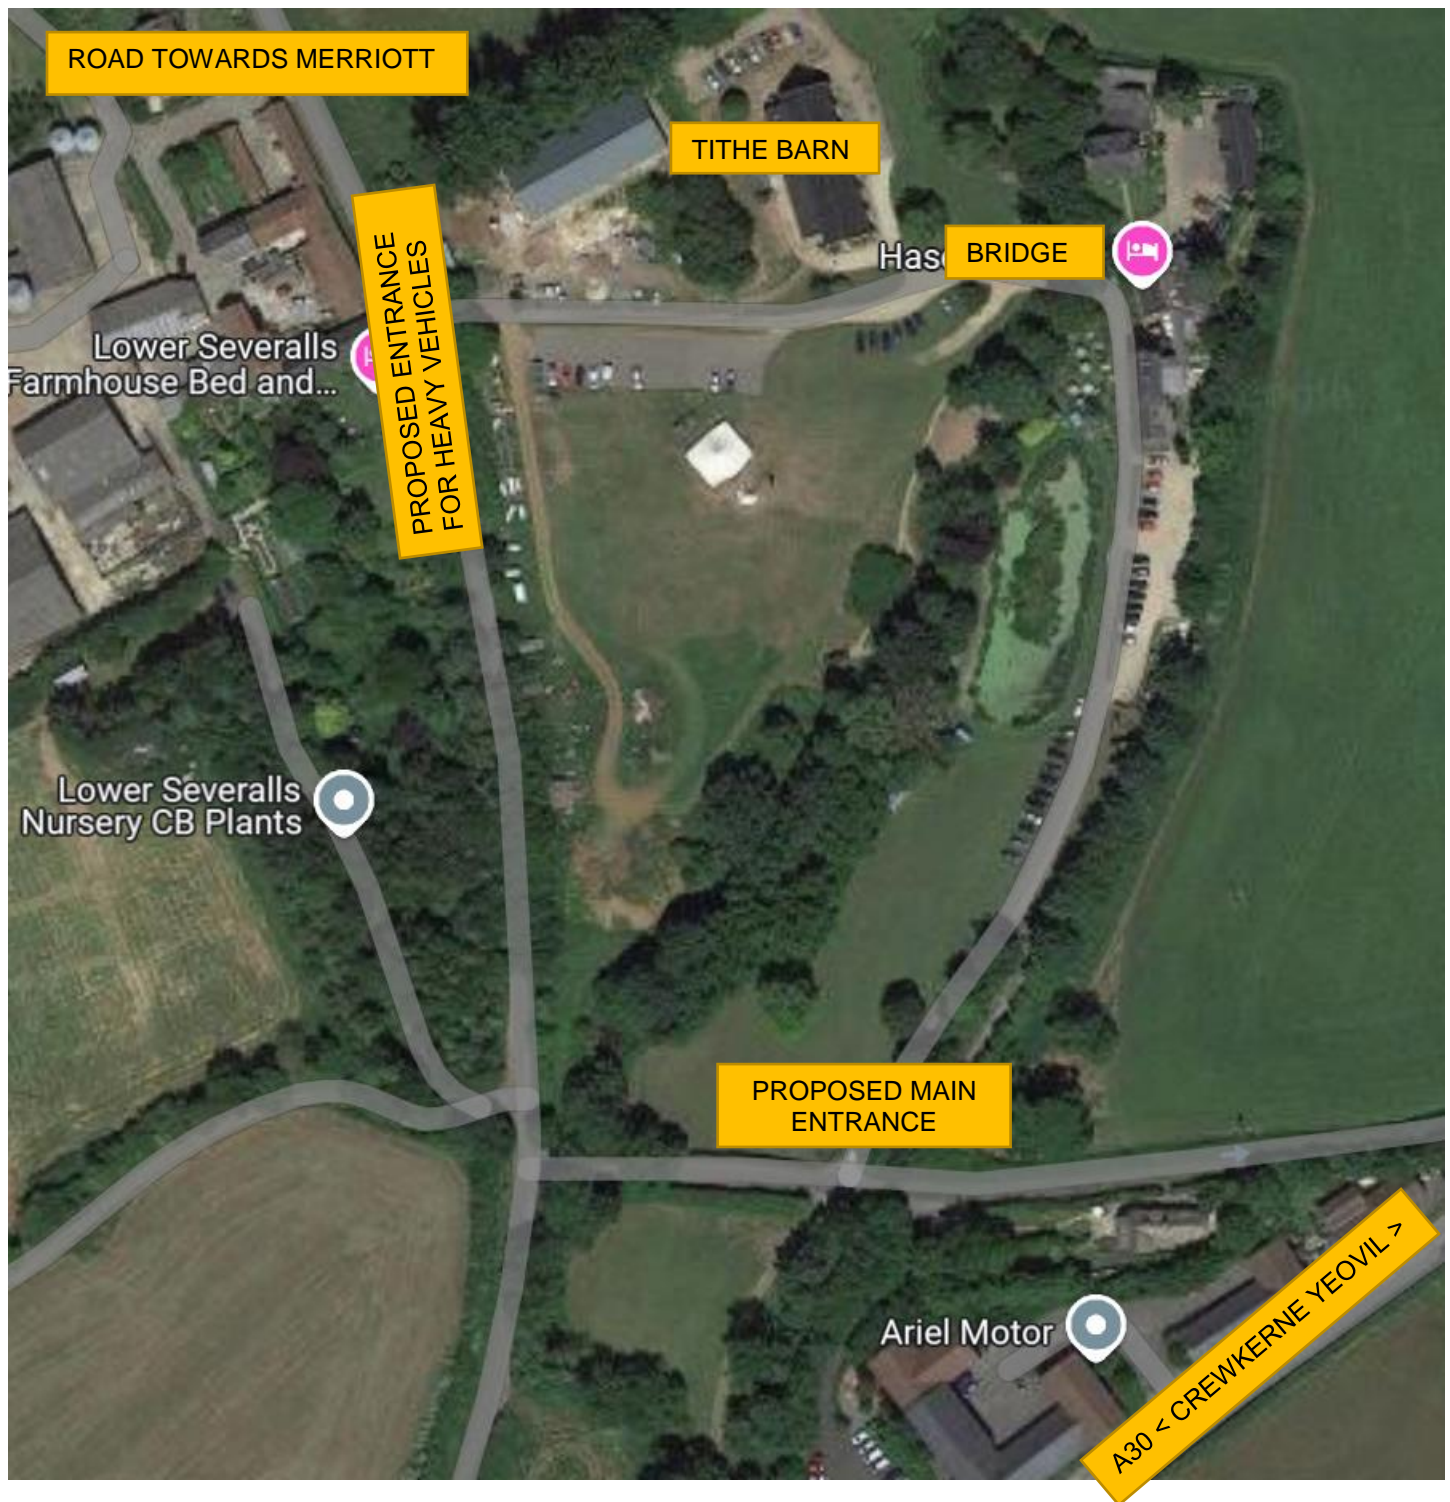 ROAD TOWARDS MERRIOTT
TITHE BARN
PROPOSED ENTRANCE
FOR HEAVY VEHICLES
Has
BRIDGE
Lower Severalls
Farmhouse Bed and...
Lower Severalls
Nursery CB Plants
PROPOSED MAIN
ENTRANCE
Ariel Motor
A30 < CREWKERNE YEOVIL >